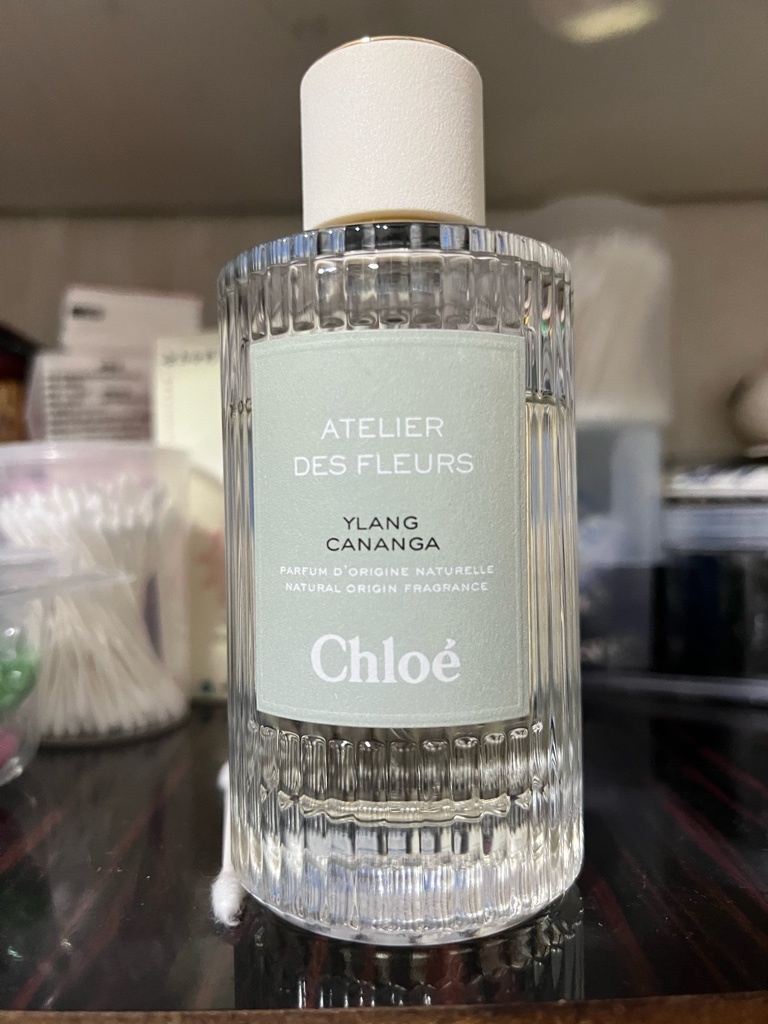 ATELIER
DES FLEURS
YLANG
CANANGA
PARFUM D'ORIGINE NATURELLE
NATURAL ORIGIN FRAGRANCE
Chloé